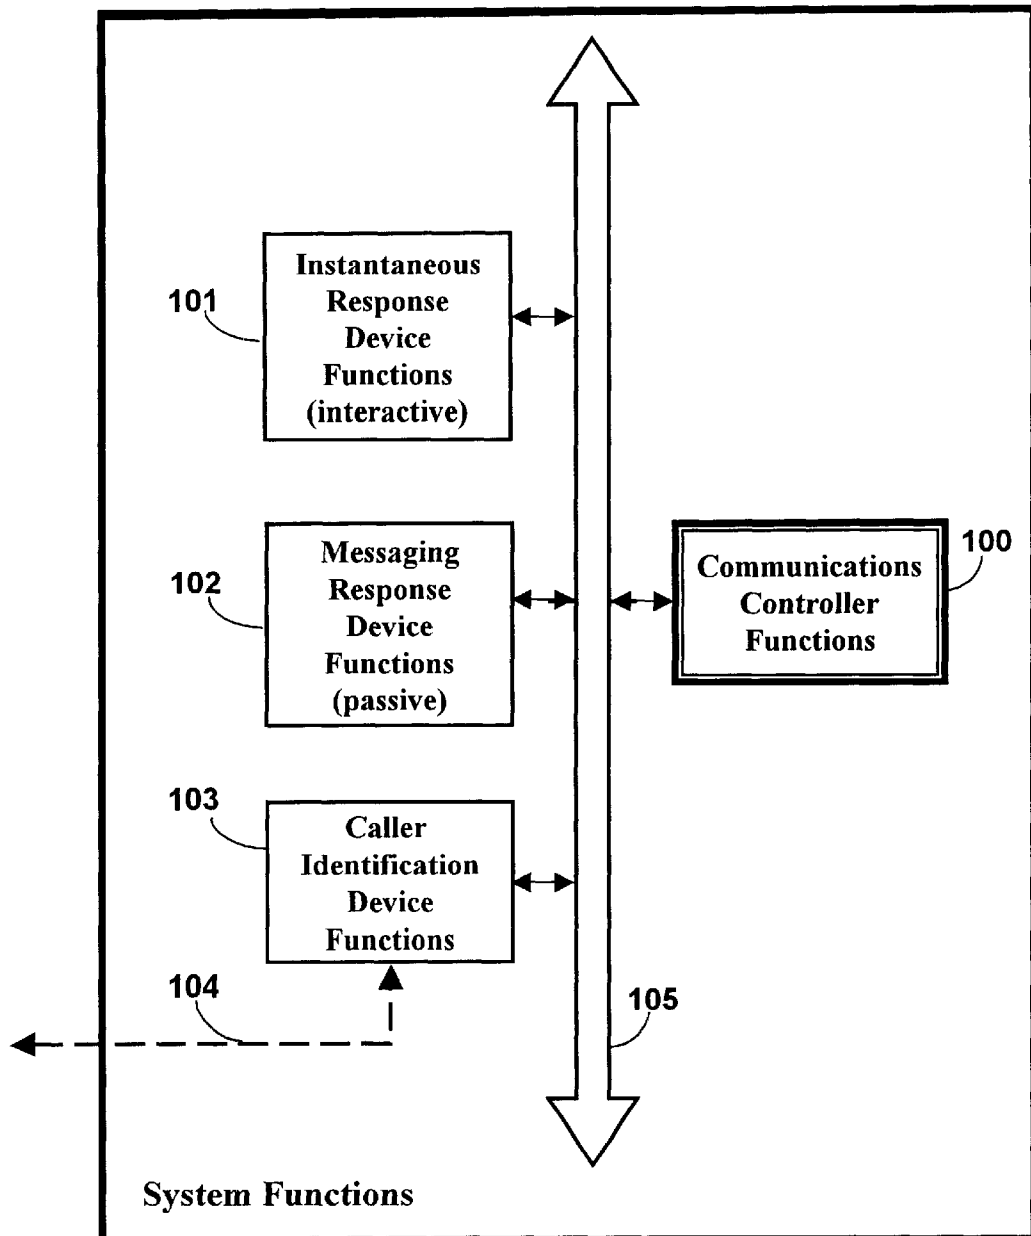 101
Instantaneous
Response
Device
Functions
(interactive)
102
Messaging
Response
Device
Functions
(passive)
100
Communications
Controller
Functions
103
Caller
Identification
Device
Functions
104
105
System Functions